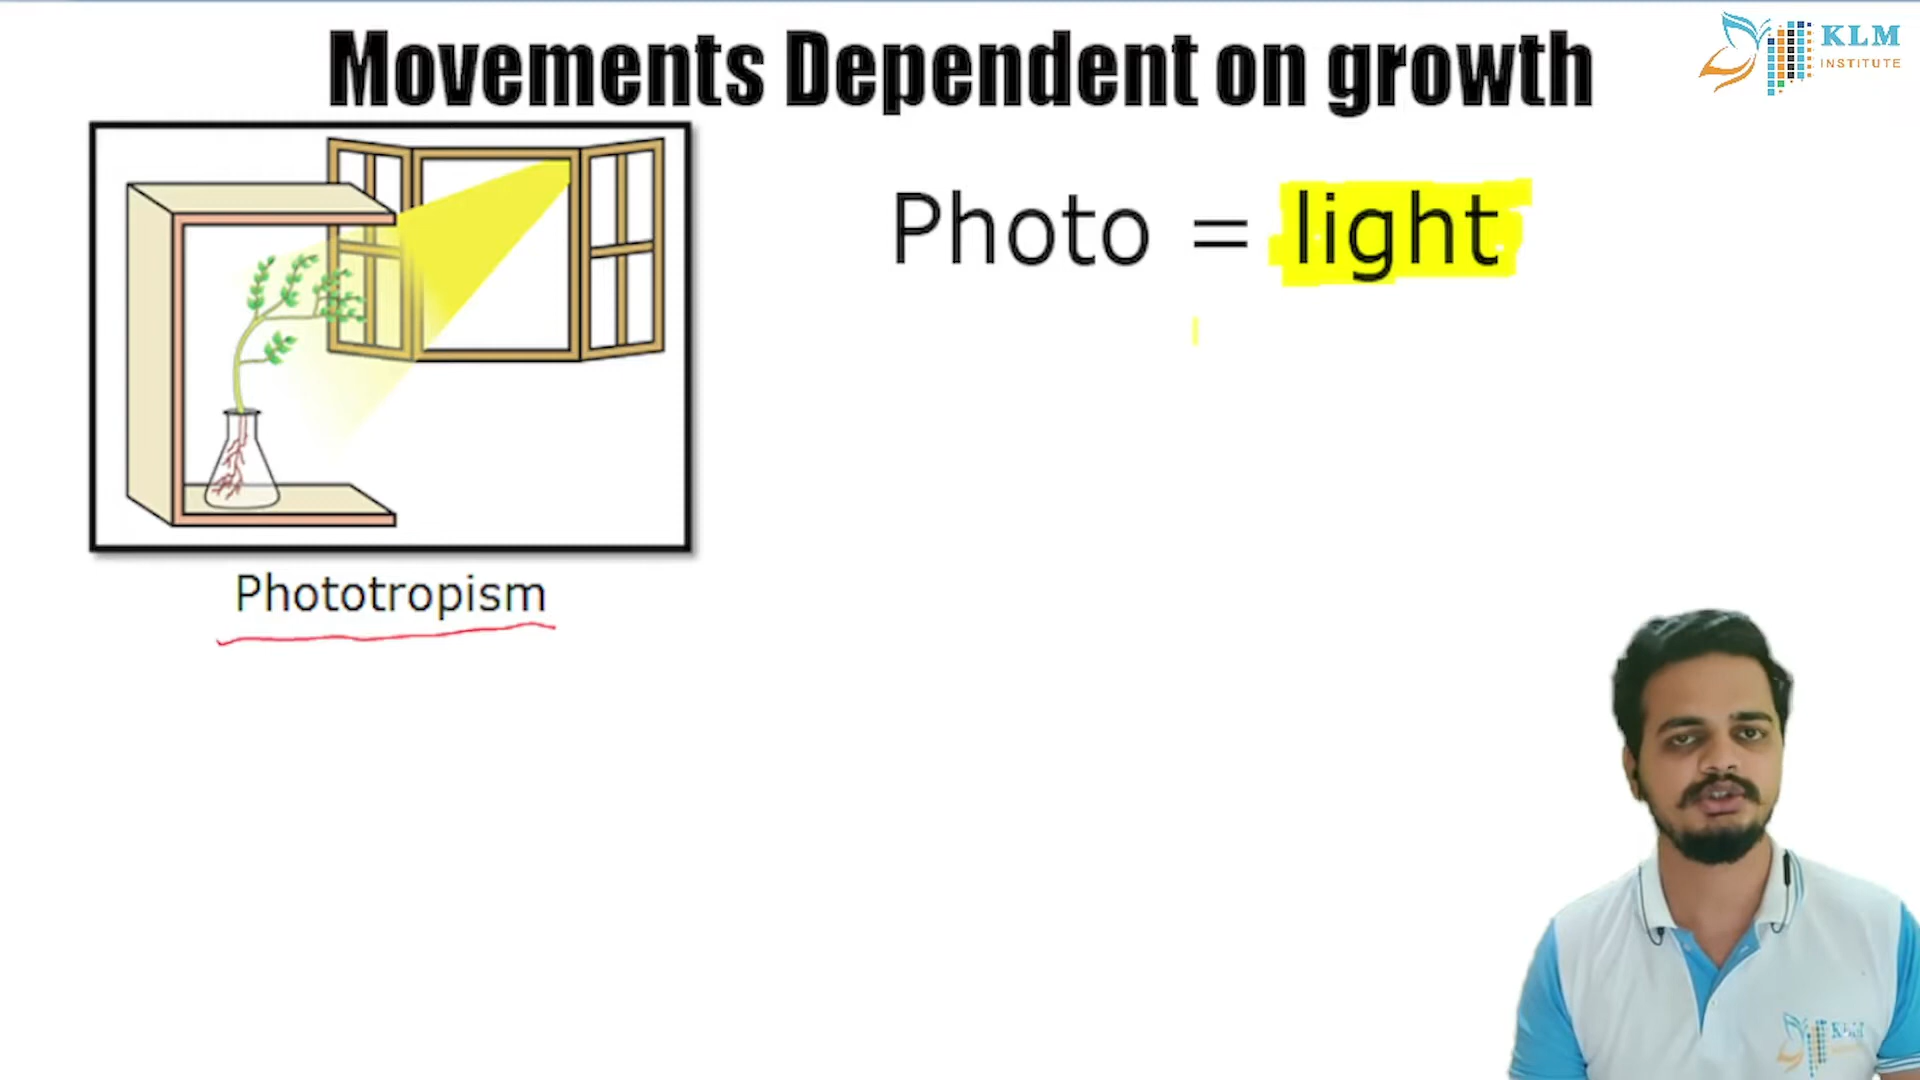 Movements Dependent on growth
KLM
INSTITUTE
Photo = light
Phototropism